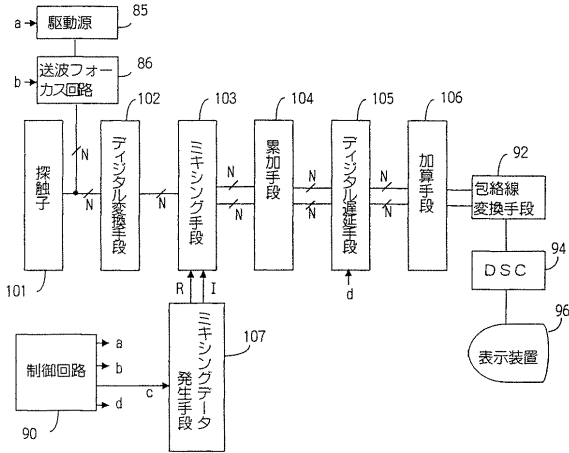 85
a
駆動源
86
b
送波フォー
カス回路
102
103
104
105
106
92
N
探触子
ディジタル変換手段
ミキシング手段
累加手段
ディジタル遅延手段
加算手段
包絡線
変換手段
N
N
N
N
N
N
N
N
N
101
R
I
d
94
DSC
107
96
表示装置
制御回路
a
b
c
d
90
ミキシングデータ
発生手段